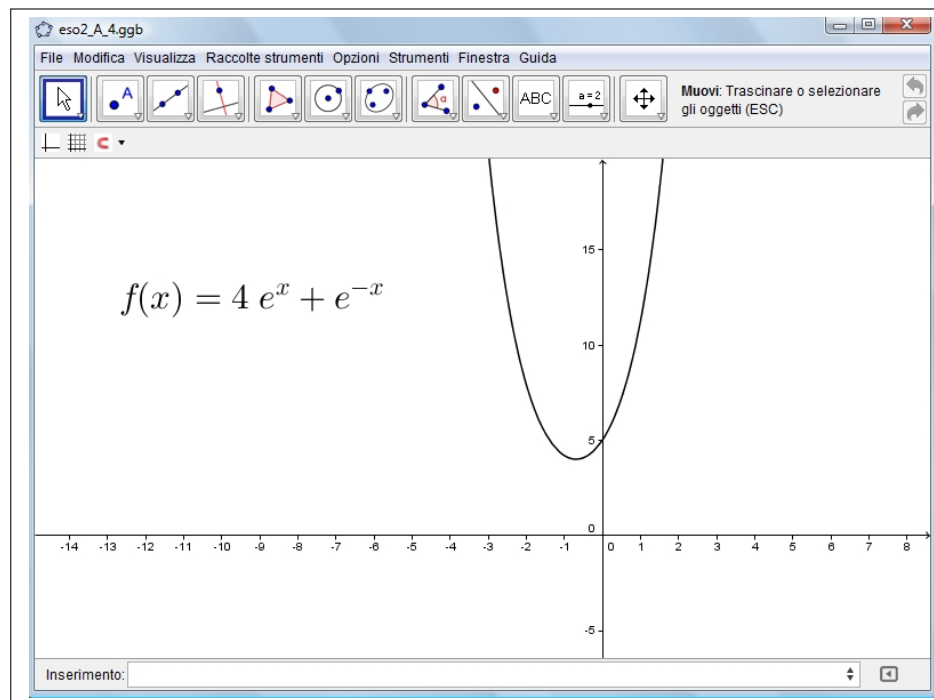 eso2_A_4.ggb
File Modifica Visualizza Raccolte strumenti Opzioni Strumenti Finestra Guida
A
α
ABC
a=2
Muovi: Trascinare o selezionare
gli oggetti (ESC)
f(x) = 4 e^x + e^{-x}
15
10
5
0
-14 -13 -12 -11 -10 -9 -8 -7 -6 -5 -4 -3 -2 -1 0 1 2 3 4 5 6 7 8
-5
Inserimento: